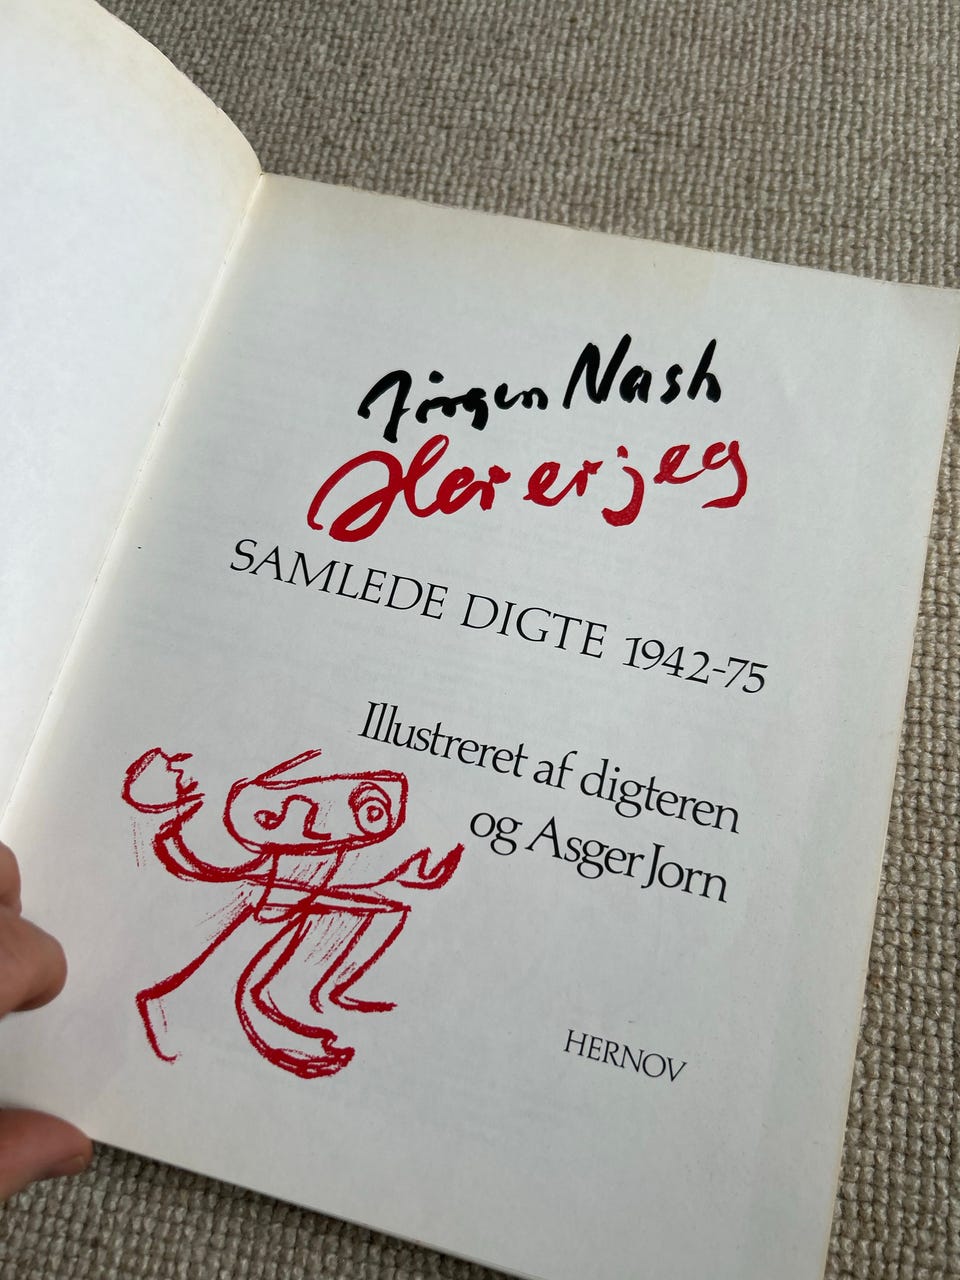 Jørgen Nash
Her er jeg
SAMLEDE DIGTE 1942-75
Illustreret af digteren
og Asger Jorn
HERNOV